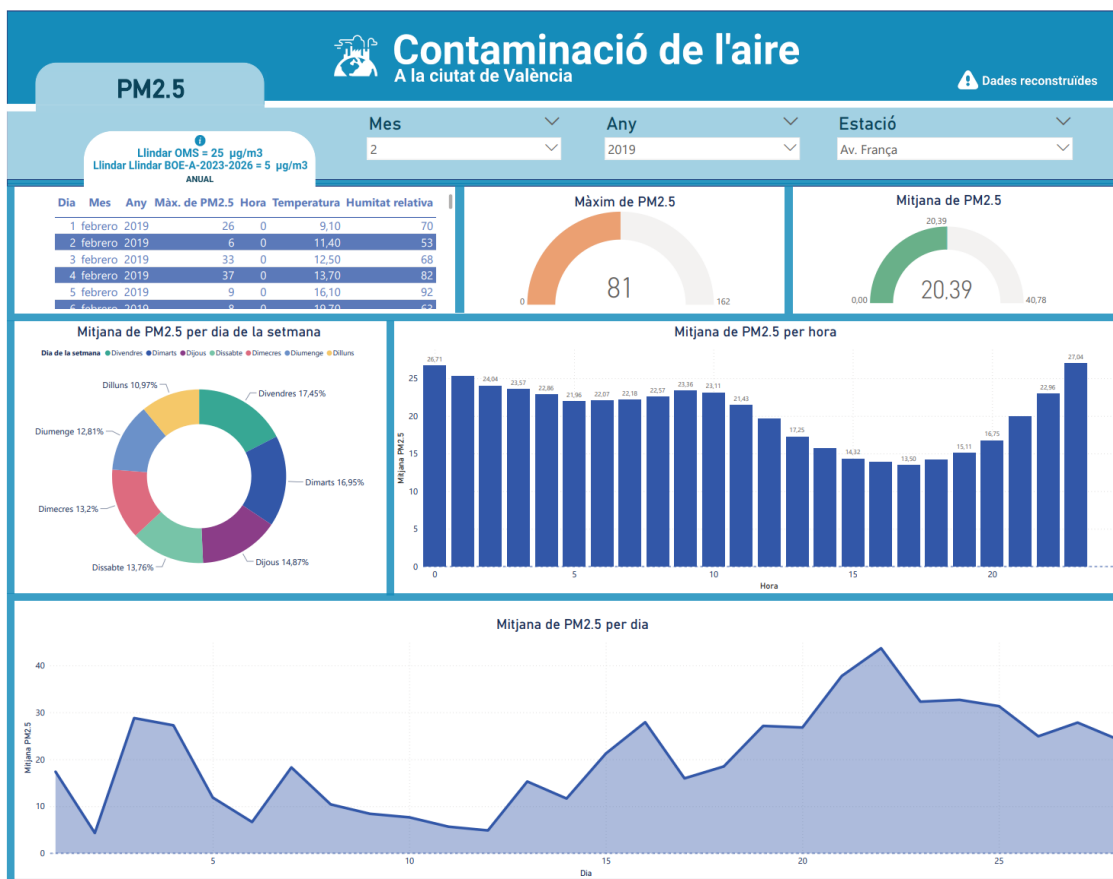 Contaminació de l'aire
A la ciutat de València
PM2.5
Dades reconstruïdes
Mes
2
Any
2019
Estació
Av. França
i
Llindar OMS = 25 µg/m3
Llindar Llindar BOE-A-2023-2026 = 5 µg/m3
ANUAL
Dia Mes Any Màx. de PM2.5 Hora Temperatura Humitat relativa
1 febrero 2019 26 0 9,10 70
2 febrero 2019 6 0 11,40 53
3 febrero 2019 33 0 12,50 68
4 febrero 2019 37 0 13,70 82
5 febrero 2019 9 0 16,10 92
6 febrero 2019 8 0 19,70 63
Màxim de PM2.5
0
81
162
Mitjana de PM2.5
20,39
0,00
20,39
40,78
Mitjana de PM2.5 per dia de la setmana
Dia de la setmana Divendres Dimarts Dijous Dissabte Dimecres Diumenge Dilluns
Dilluns 10,97%
Divendres 17,45%
Diumenge 12,81%
Dimarts 16,95%
Dimecres 13,2%
Dissabte 13,76%
Dijous 14,87%
Mitjana de PM2.5 per hora
Mitjana PM2.5
25
20
15
10
5
0
26,71
24,04
23,57
22,86
21,96
22,07
22,18
22,57
23,36
23,11
21,43
17,25
14,32
13,50
15,11
16,75
22,96
27,04
0 5 10 15 20
Hora
Mitjana de PM2.5 per dia
Mitjana PM2.5
40
30
20
10
0
5 10 15 20 25
Dia